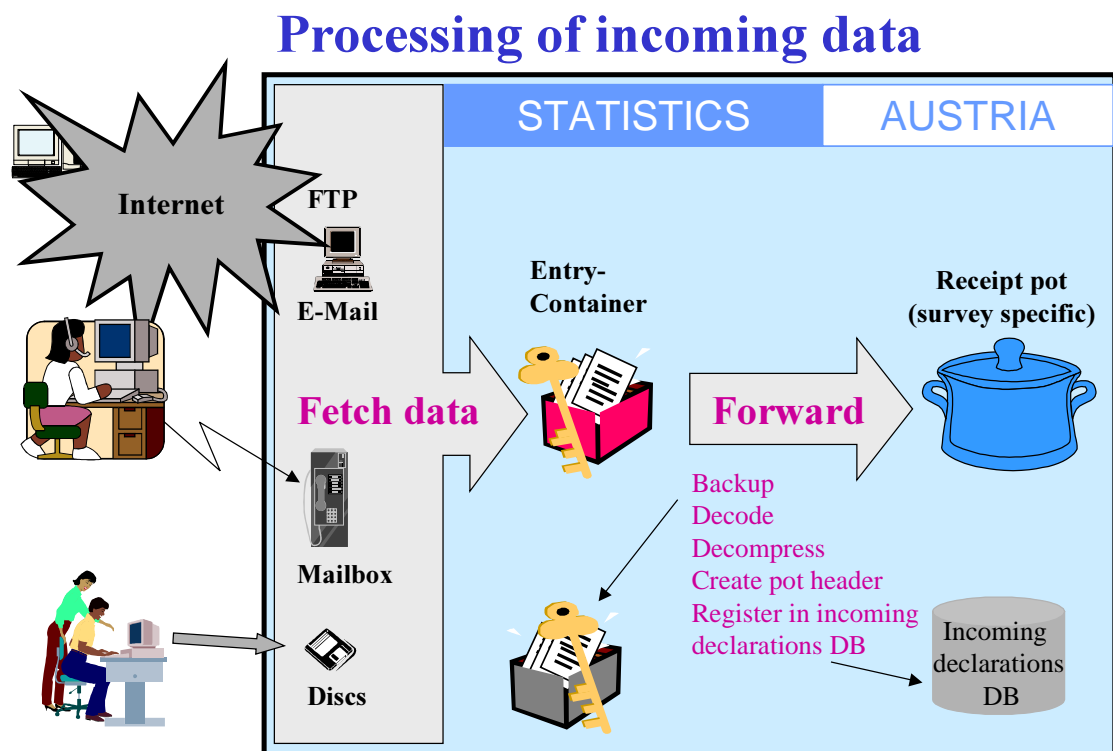 Processing of incoming data
STATISTICS
AUSTRIA
Internet
FTP
E-Mail
Entry-
Container
Receipt pot
(survey specific)
Fetch data
Forward
Backup
Decode
Decompress
Create pot header
Register in incoming
declarations DB
Mailbox
Discs
Incoming
declarations
DB